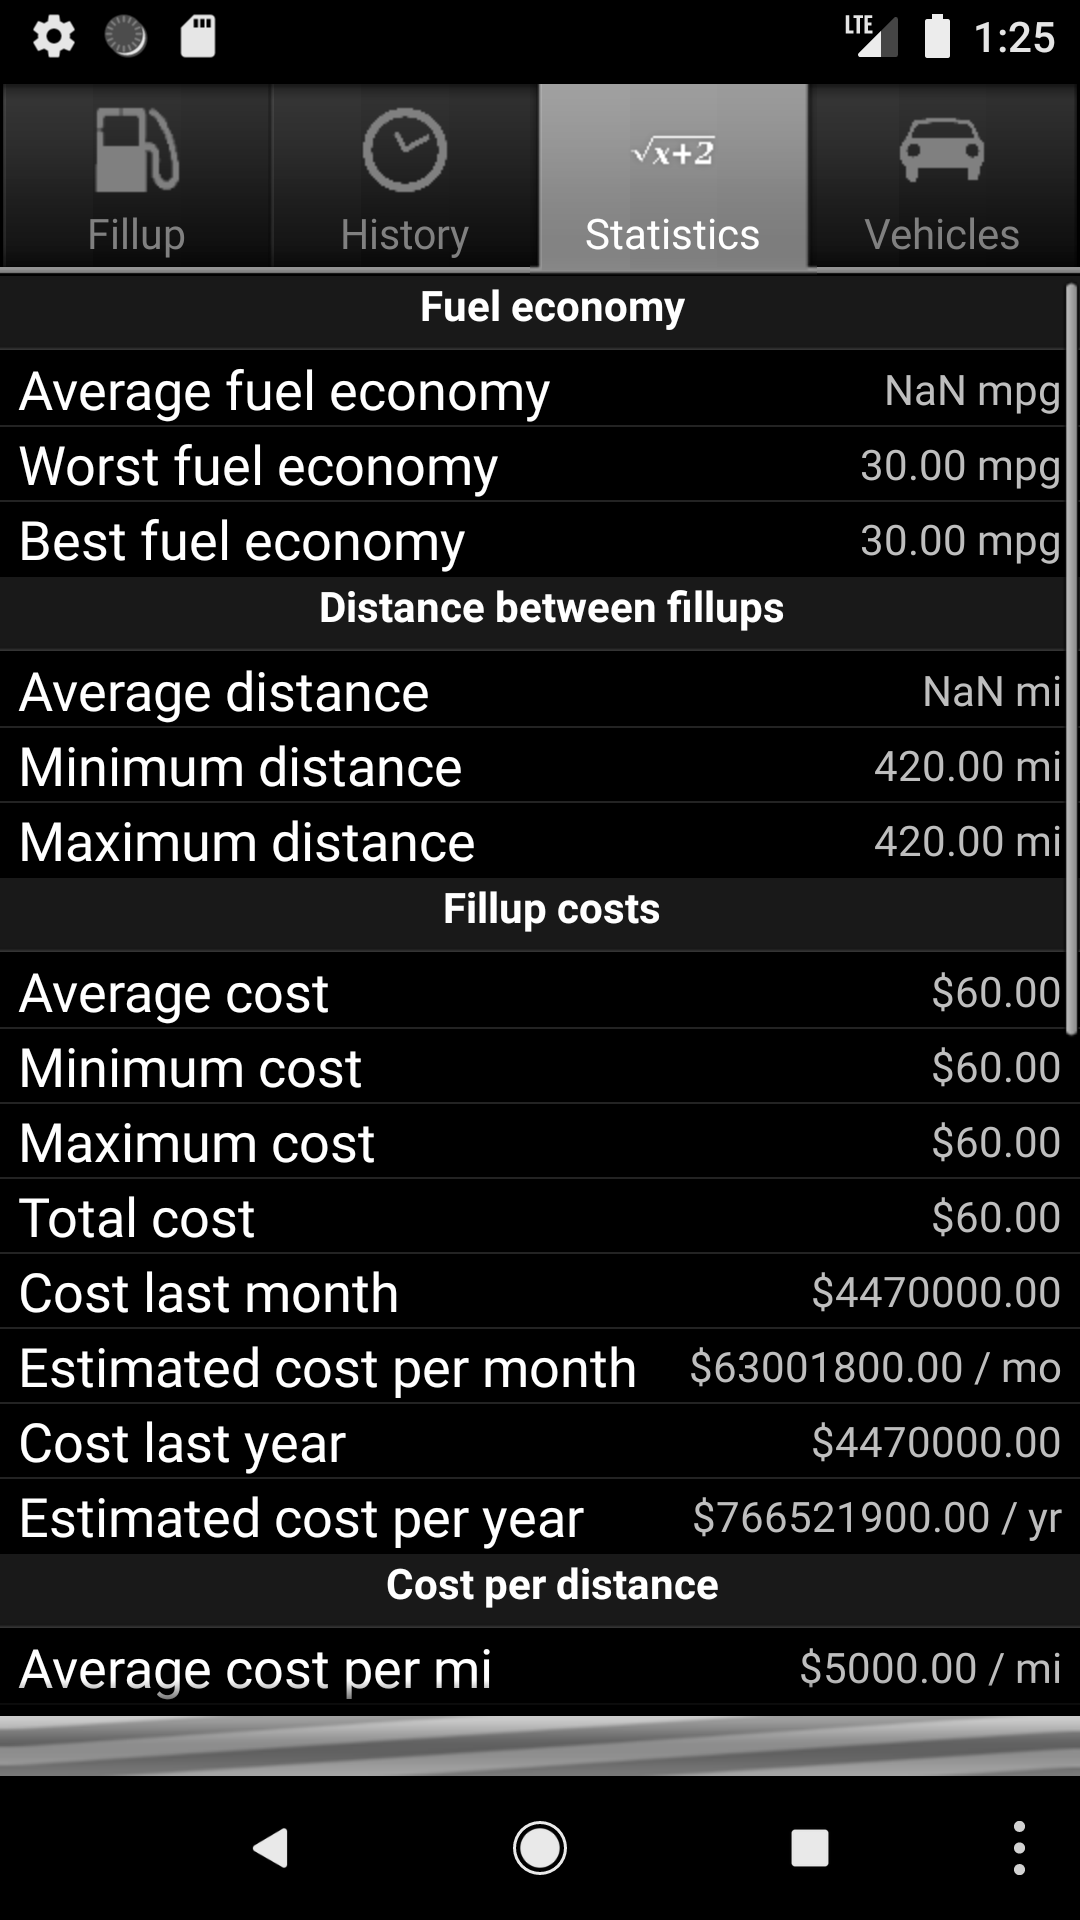 LTE 1:25
√x+2
Fillup History Statistics Vehicles
Fuel economy
Average fuel economy NaN mpg
Worst fuel economy 30.00 mpg
Best fuel economy 30.00 mpg
Distance between fillups
Average distance NaN mi
Minimum distance 420.00 mi
Maximum distance 420.00 mi
Fillup costs
Average cost $60.00
Minimum cost $60.00
Maximum cost $60.00
Total cost $60.00
Cost last month $4470000.00
Estimated cost per month $63001800.00 / mo
Cost last year $4470000.00
Estimated cost per year $766521900.00 / yr
Cost per distance
Average cost per mi $5000.00 / mi